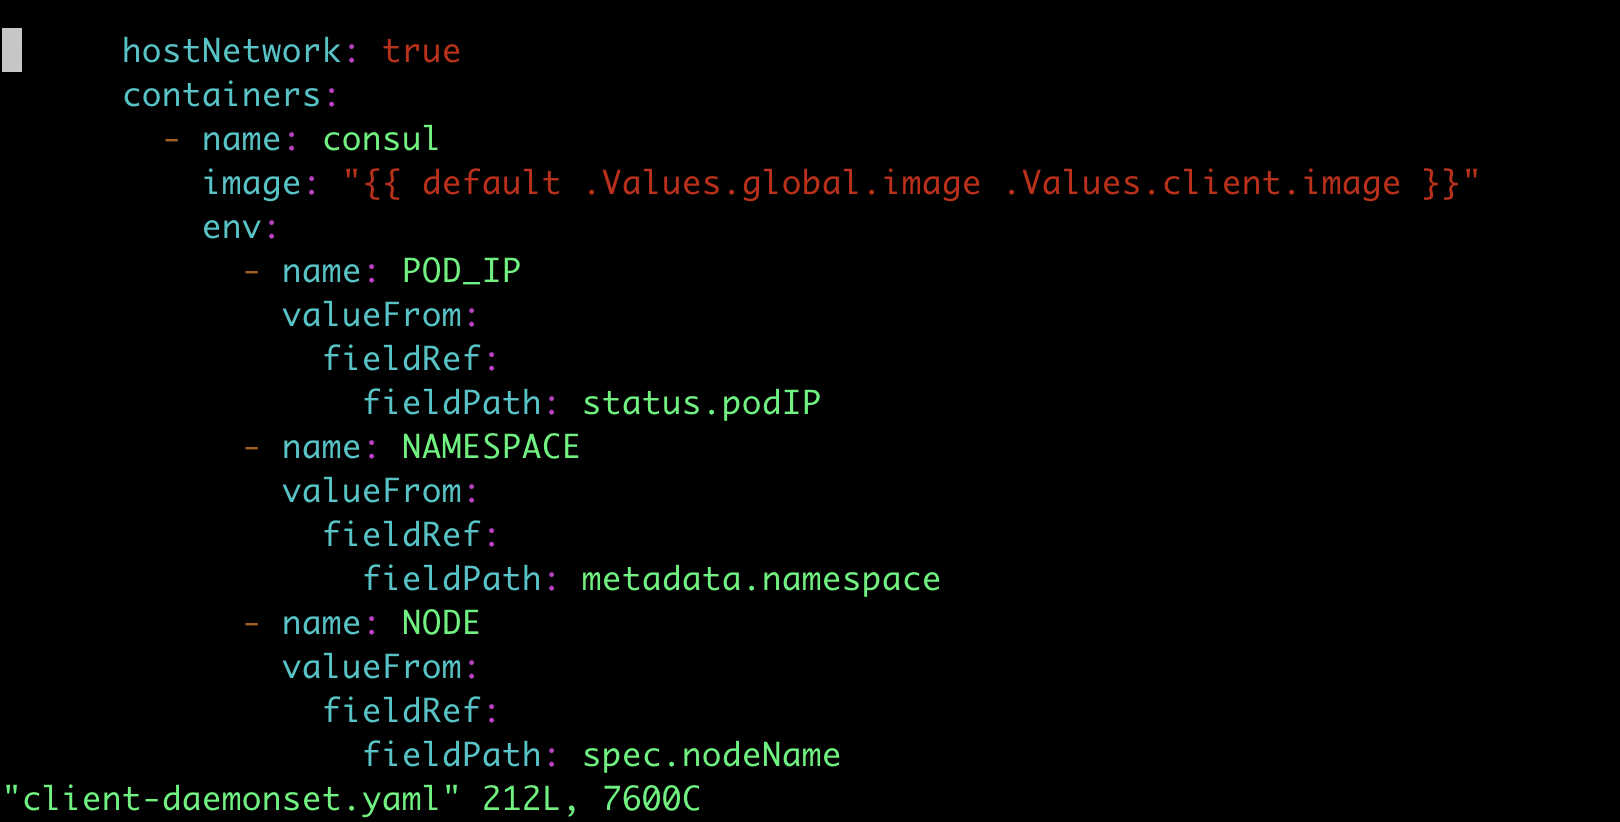 hostNetwork: true
containers:
- name: consul
image: "{{ default .Values.global.image .Values.client.image }}"
env:
- name: POD_IP
valueFrom:
fieldRef:
fieldPath: status.podIP
- name: NAMESPACE
valueFrom:
fieldRef:
fieldPath: metadata.namespace
- name: NODE
valueFrom:
fieldRef:
fieldPath: spec.nodeName
"client-daemonset.yaml" 212L, 7600C